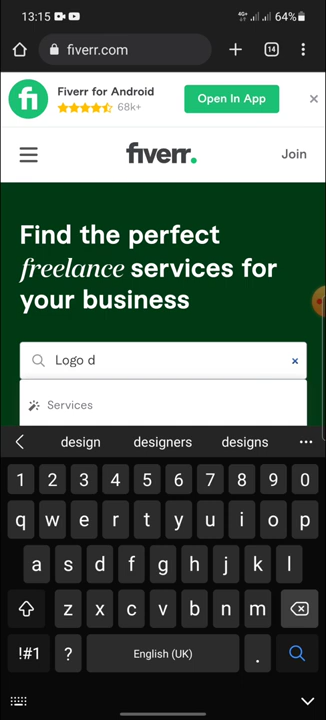 13:15 64%
fiverr.com 14
Fiverr for Android
68k+
Open In App
fi
fiverr.
Join
Find the perfect
freelance services for
your business
Logo d
Services
design designers designs
1 2 3 4 5 6 7 8 9 0
q w e r t y u i o p
a s d f g h j k l
z x c v b n m
!#1 ? English (UK) .